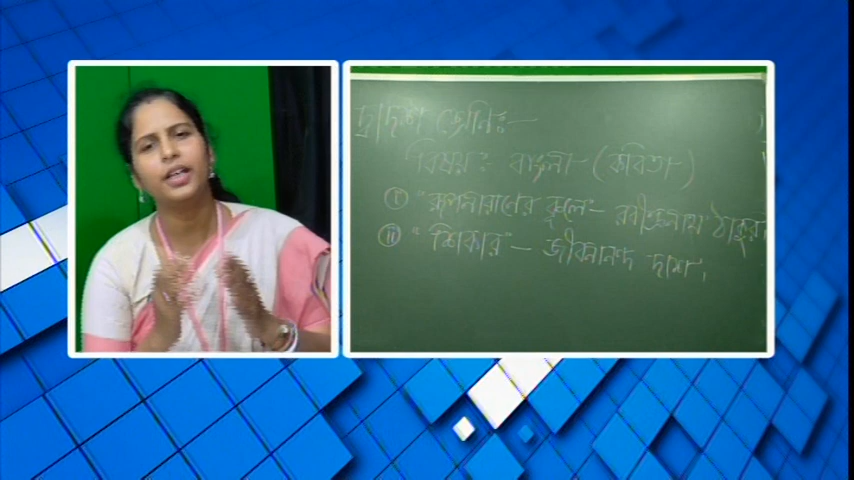 দ্বাদশ শ্রেণিঃ—
বিষয়ঃ বাংলা (কবিতা)
(i) "রূপনারাণের কূলে" – রবীন্দ্রনাথ ঠাকুর।
(ii) "শিকার" – জীবনানন্দ দাশ।